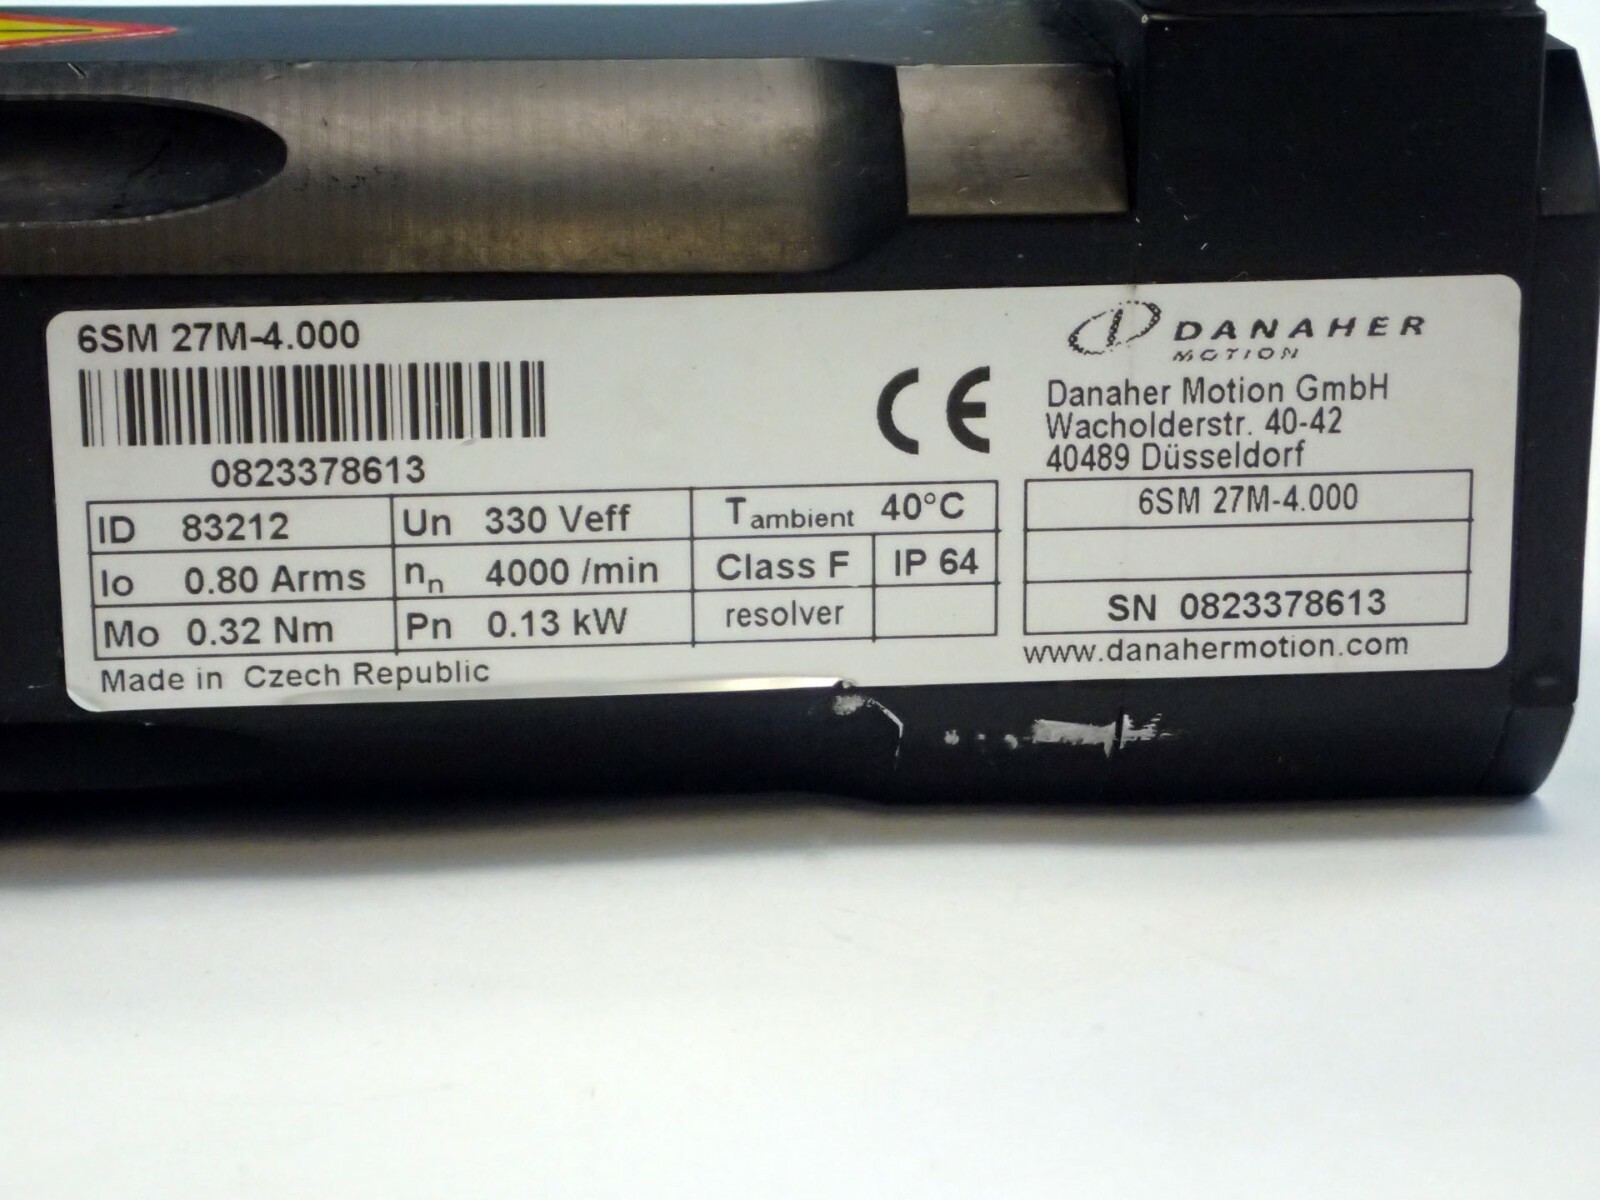 6SM 27M-4.000
0823378613
ID 83212 Un 330 Veff Tambient 40°C
Io 0.80 Arms nn 4000 /min Class F IP 64
Mo 0.32 Nm Pn 0.13 kW resolver
Made in Czech Republic
CE
DANAHER
MOTION
Danaher Motion GmbH
Wacholderstr. 40-42
40489 Düsseldorf
6SM 27M-4.000
SN 0823378613
www.danahermotion.com